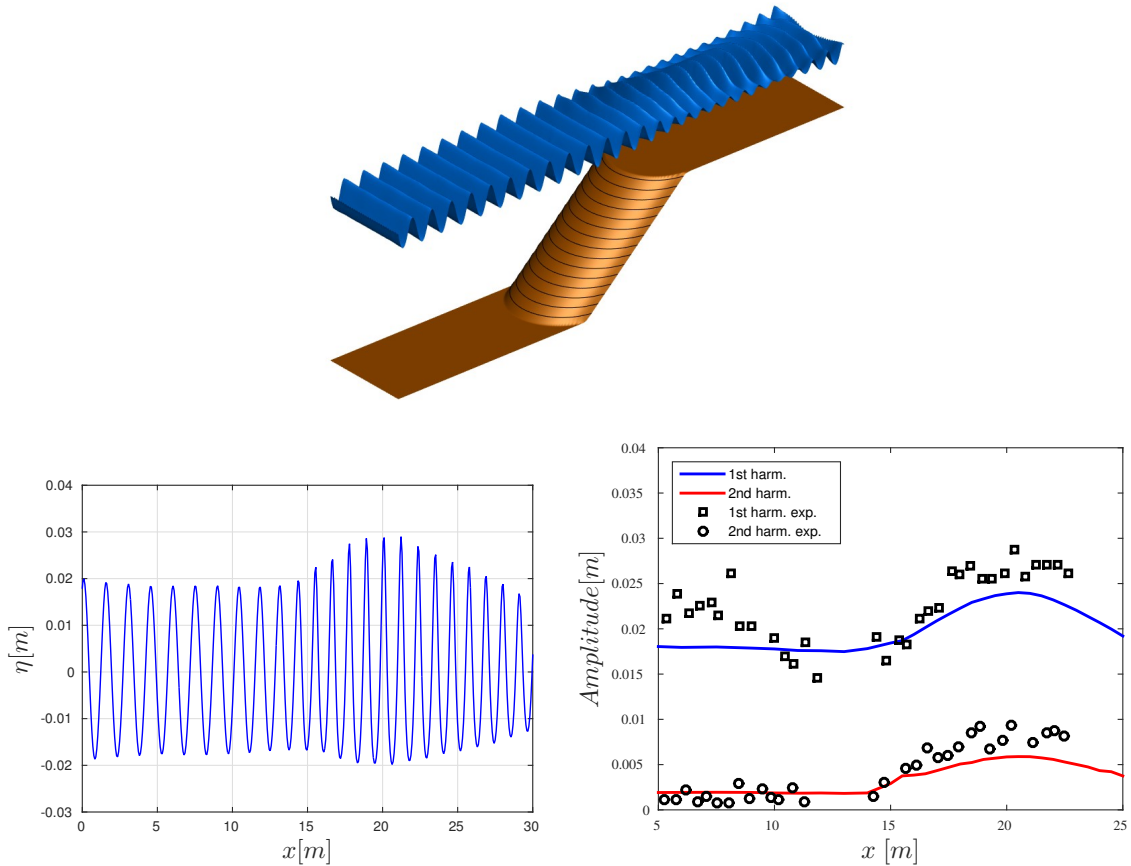 0.04
0.03
0.02
0.01
0
-0.01
-0.02
-0.03
0 5 10 15 20 25 30
η[m]
x[m]
0.04
0.035
0.03
0.025
0.02
0.015
0.01
0.005
0
5 10 15 20 25
Amplitude[m]
x [m]
1st harm.
2nd harm.
1st harm. exp.
2nd harm. exp.